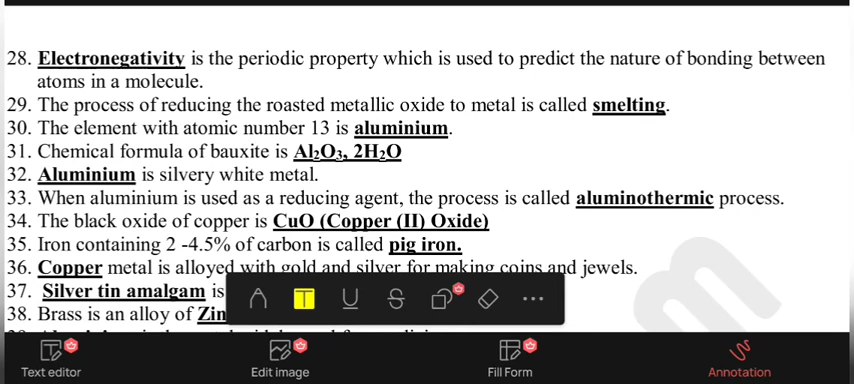 28. Electronegativity is the periodic property which is used to predict the nature of bonding between
atoms in a molecule.
29. The process of reducing the roasted metallic oxide to metal is called smelting.
30. The element with atomic number 13 is aluminium.
31. Chemical formula of bauxite is Al₂O₃, 2H₂O
32. Aluminium is silvery white metal.
33. When aluminium is used as a reducing agent, the process is called aluminothermic process.
34. The black oxide of copper is CuO (Copper (II) Oxide)
35. Iron containing 2 -4.5% of carbon is called pig iron.
36. Copper metal is alloyed with gold and silver for making coins and jewels.
37. Silver tin amalgam is
38. Brass is an alloy of Zin
Text editor
Edit image
Fill Form
Annotation